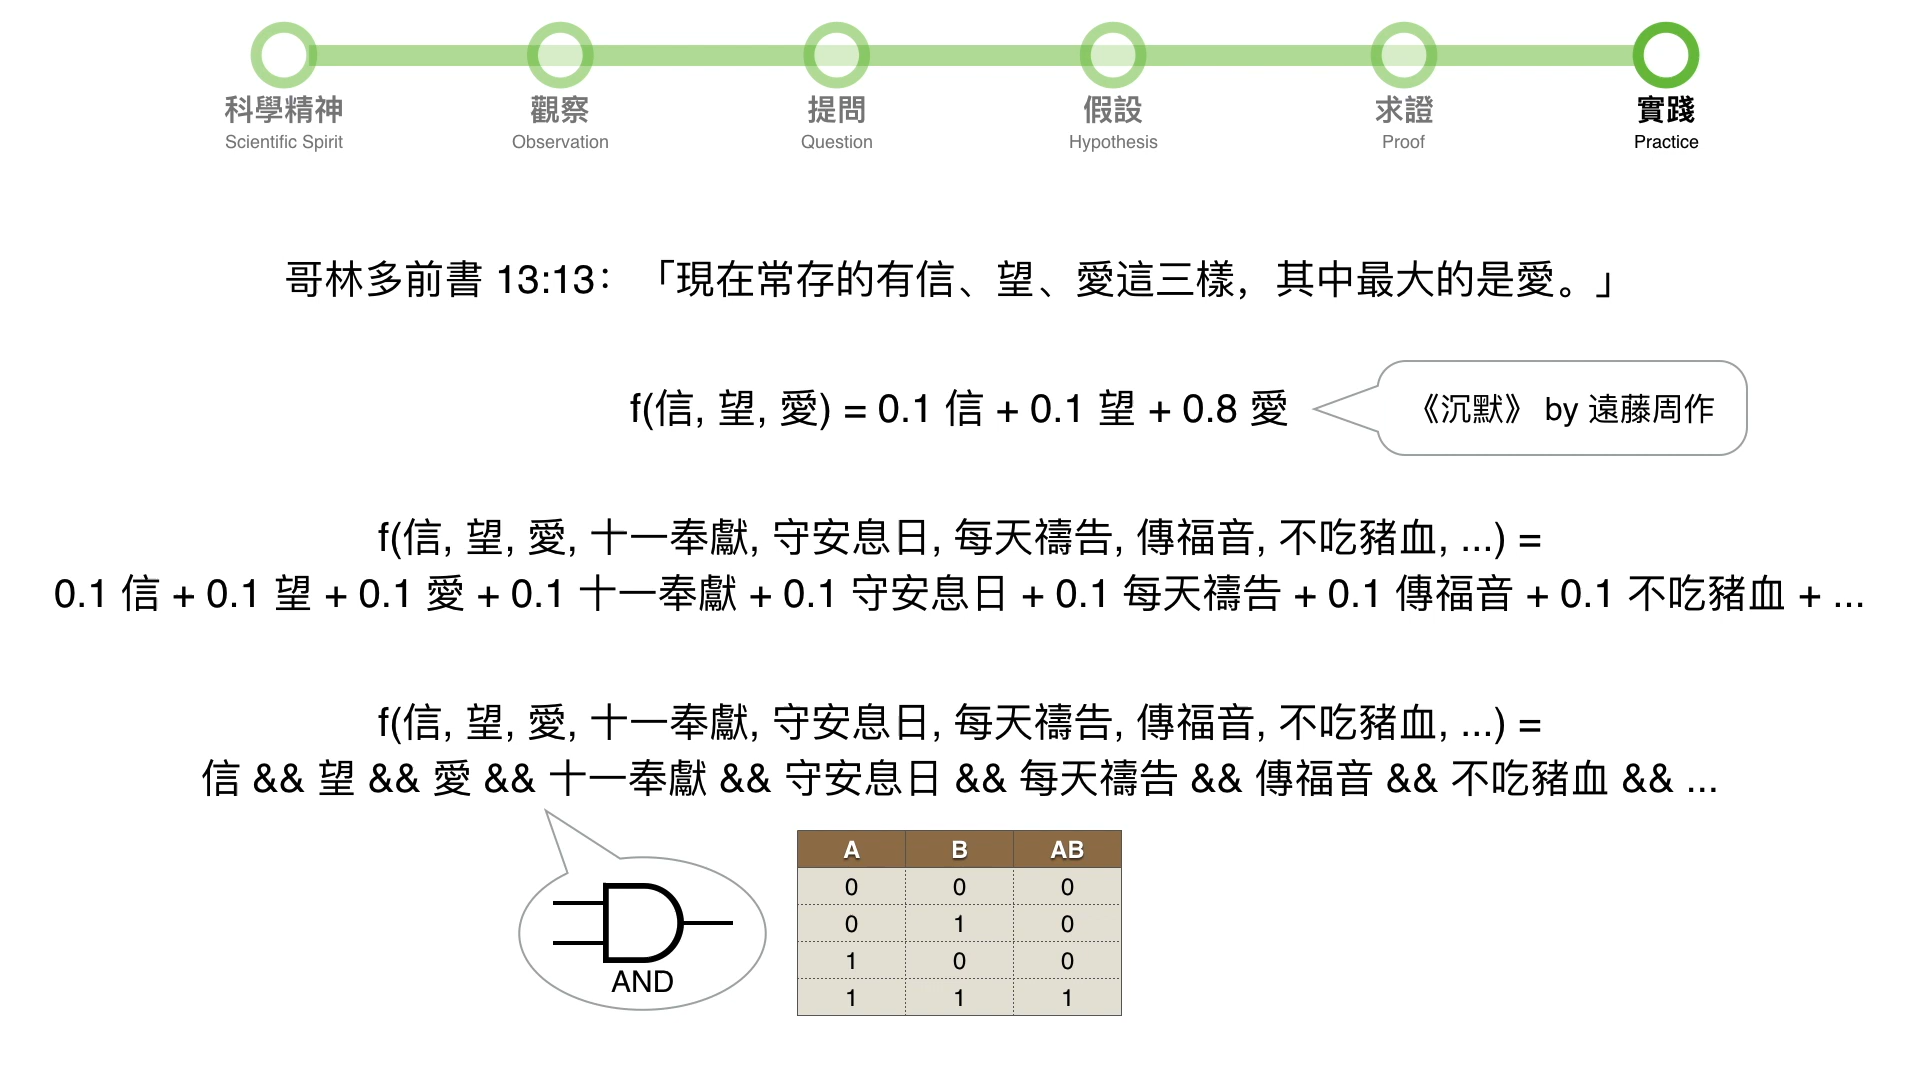 科學精神
Scientific Spirit
觀察
Observation
提問
Question
假設
Hypothesis
求證
Proof
實踐
Practice
哥林多前書 13:13：「現在常存的有信、望、愛這三樣，其中最大的是愛。」
f(信, 望, 愛) = 0.1 信 + 0.1 望 + 0.8 愛
《沉默》 by 遠藤周作
f(信, 望, 愛, 十一奉獻, 守安息日, 每天禱告, 傳福音, 不吃豬血, ...) =
0.1 信 + 0.1 望 + 0.1 愛 + 0.1 十一奉獻 + 0.1 守安息日 + 0.1 每天禱告 + 0.1 傳福音 + 0.1 不吃豬血 + ...
f(信, 望, 愛, 十一奉獻, 守安息日, 每天禱告, 傳福音, 不吃豬血, ...) =
信 && 望 && 愛 && 十一奉獻 && 守安息日 && 每天禱告 && 傳福音 && 不吃豬血 && ...
AND
A B AB
0 0 0
0 1 0
1 0 0
1 1 1